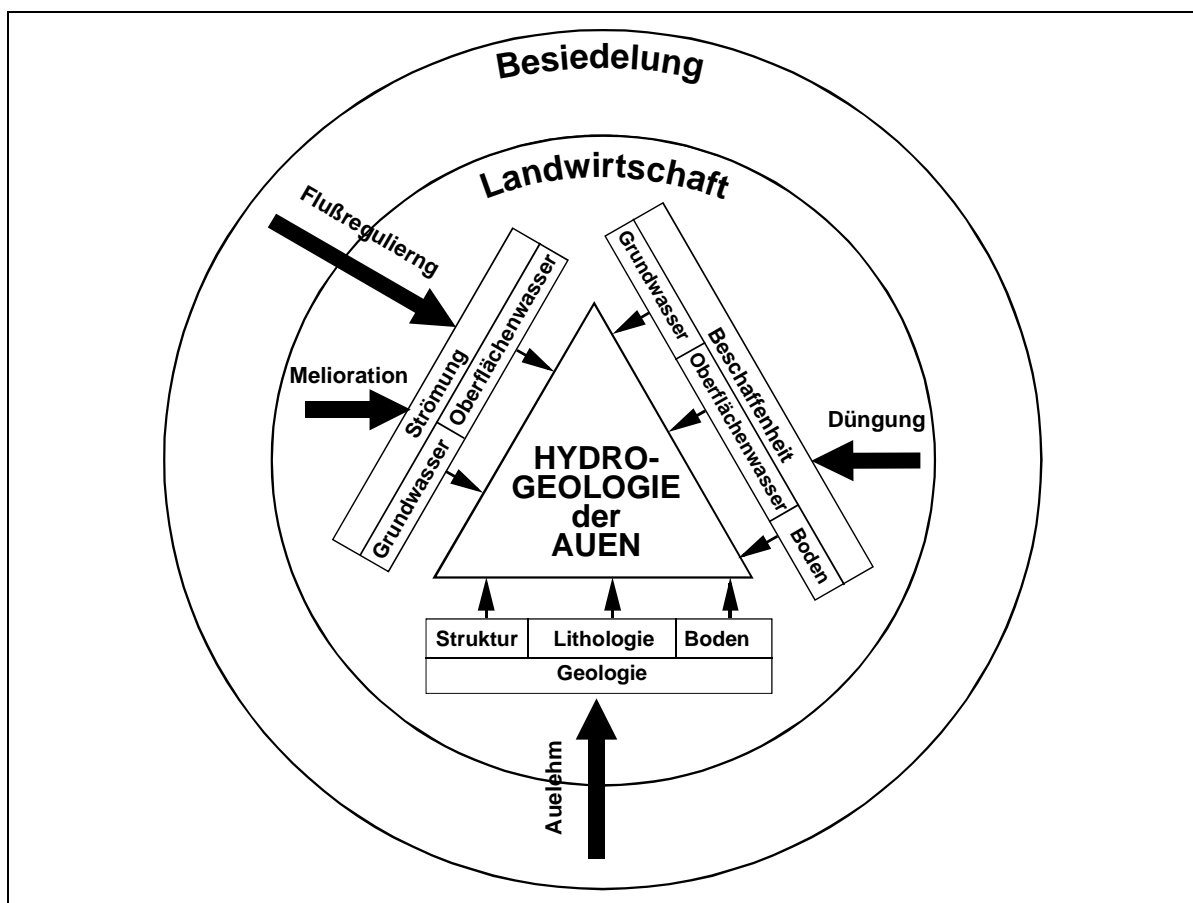 Besiedelung
Landwirtschaft
Flußregulierng
Melioration
Strömung
Oberflächenwasser
Grundwasser
Grundwasser
Oberflächenwasser
Boden
Beschaffenheit
Düngung
HYDRO-
GEOLOGIE
der
AUEN
Struktur
Lithologie
Boden
Geologie
Auelehm